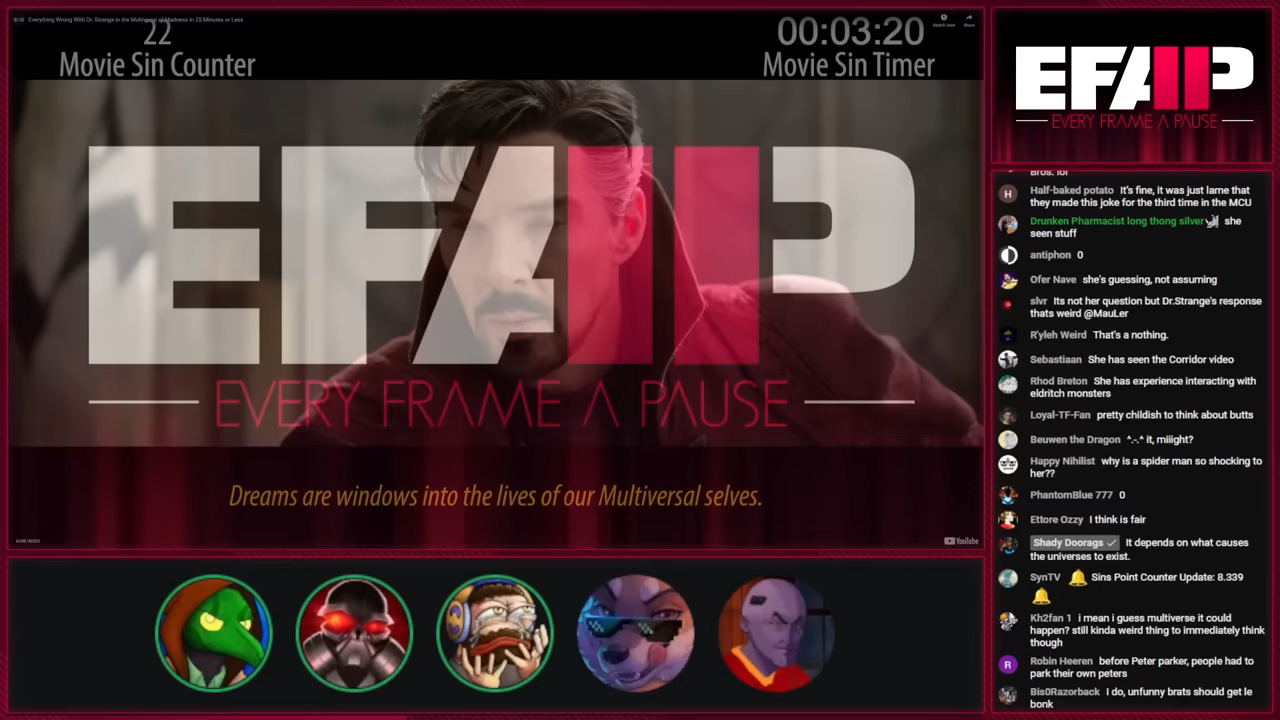 Everything Wrong With Dr. Strange in the Multiverse of Madness In 25 Minutes or Less
22
Movie Sin Counter
00:03:20
Movie Sin Timer
Watch later
Share
EFAP
EVERY FRAME A PAUSE
Dreams are windows into the lives of our Multiversal selves.
MORE VIDEOS
YouTube
EFAP
EVERY FRAME A PAUSE
Bros. lol
Half-baked potato It's fine, it was just lame that
they made this joke for the third time in the MCU
Drunken Pharmacist long thong silver she
seen stuff
antiphon 0
Ofer Nave she's guessing, not assuming
slvr Its not her question but Dr.Strange's response
thats weird @MauLer
R'yleh Weird That's a nothing.
Sebastiaan She has seen the Corridor video
Rhod Breton She has experience interacting with
eldritch monsters
Loyal-TF-Fan pretty childish to think about butts
Beuwen the Dragon ^.-.^ it, miiight?
Happy Nihilist why is a spider man so shocking to
her??
PhantomBlue 777 0
Ettore Ozzy I think is fair
Shady Doorags It depends on what causes
the universes to exist.
SynTV Sins Point Counter Update: 8.339
Kh2fan 1 i mean i guess multiverse it could
happen? still kinda weird thing to immediately think
though
Robin Heeren before Peter parker, people had to
park their own peters
Bis0Razorback I do, unfunny brats should get le
bonk